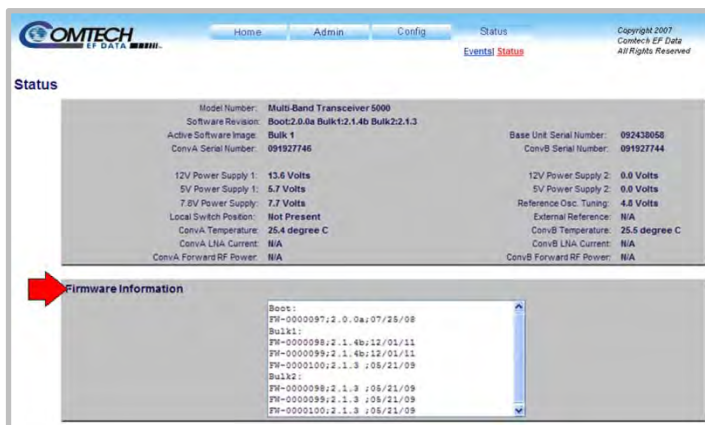 COMTECH
EF DATA
Home Admin Config Status
Events| Status
Copyright 2007
Comtech EF Data
All Rights Reserved
Status
Model Number: Multi-Band Transceiver 5000
Software Revision: Boot:2.0.0a Bulk1:2.1.4b Bulk2:2.1.3
Active Software Image: Bulk 1 Base Unit Serial Number: 092438058
ConvA Serial Number: 091927746 ConvB Serial Number: 091927744
12V Power Supply 1: 13.6 Volts 12V Power Supply 2: 0.0 Volts
5V Power Supply 1: 5.7 Volts 5V Power Supply 2: 0.0 Volts
7.8V Power Supply: 7.7 Volts Reference Osc. Tuning: 4.8 Volts
Local Switch Position: Not Present External Reference: N/A
ConvA Temperature: 25.4 degree C ConvB Temperature: 25.5 degree C
ConvA LNA Current: N/A ConvB LNA Current: N/A
ConvA Forward RF Power: N/A ConvB Forward RF Power: N/A
Firmware Information
Boot:
FW-0000097;2.0.0a;07/25/08
Bulk1:
FW-0000098;2.1.4b;12/01/11
FW-0000099;2.1.4b;12/01/11
FW-0000100;2.1.3 ;05/21/09
Bulk2:
FW-0000098;2.1.3 ;05/21/09
FW-0000099;2.1.3 ;05/21/09
FW-0000100;2.1.3 ;05/21/09